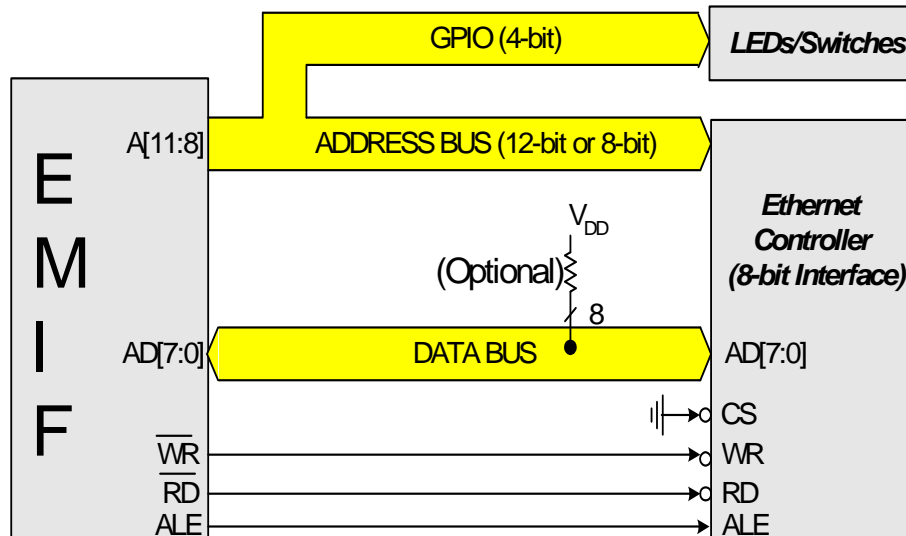 GPIO (4-bit)
LEDs/Switches
A[11:8]
ADDRESS BUS (12-bit or 8-bit)
E
M
I
F
Ethernet
Controller
(8-bit Interface)
VDD
(Optional)
8
AD[7:0]
DATA BUS
AD[7:0]
CS
WR
WR
RD
RD
ALE
ALE